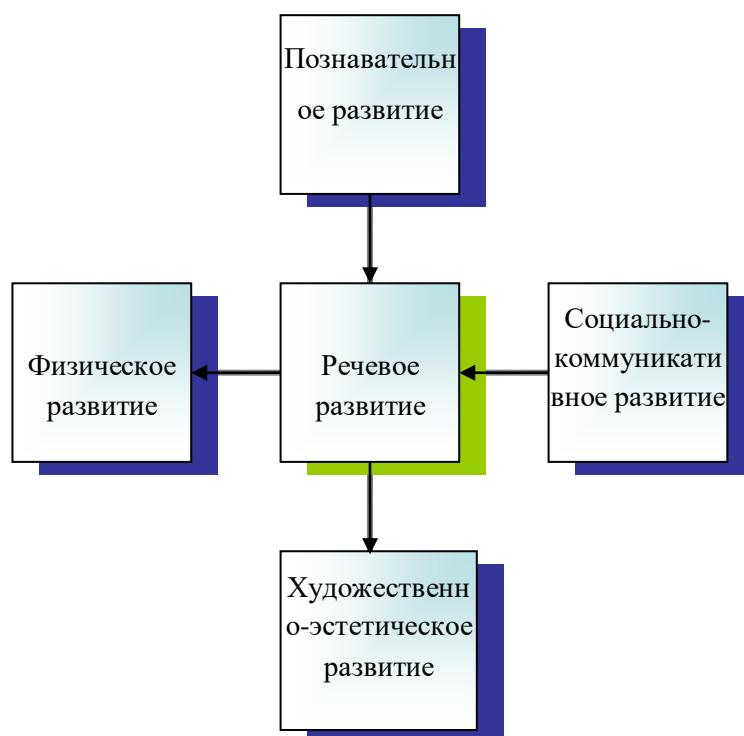 Познавательн
ое развитие
Физическое
развитие
Речевое
развитие
Социально-
коммуникати
вное развитие
Художественн
о-эстетическое
развитие